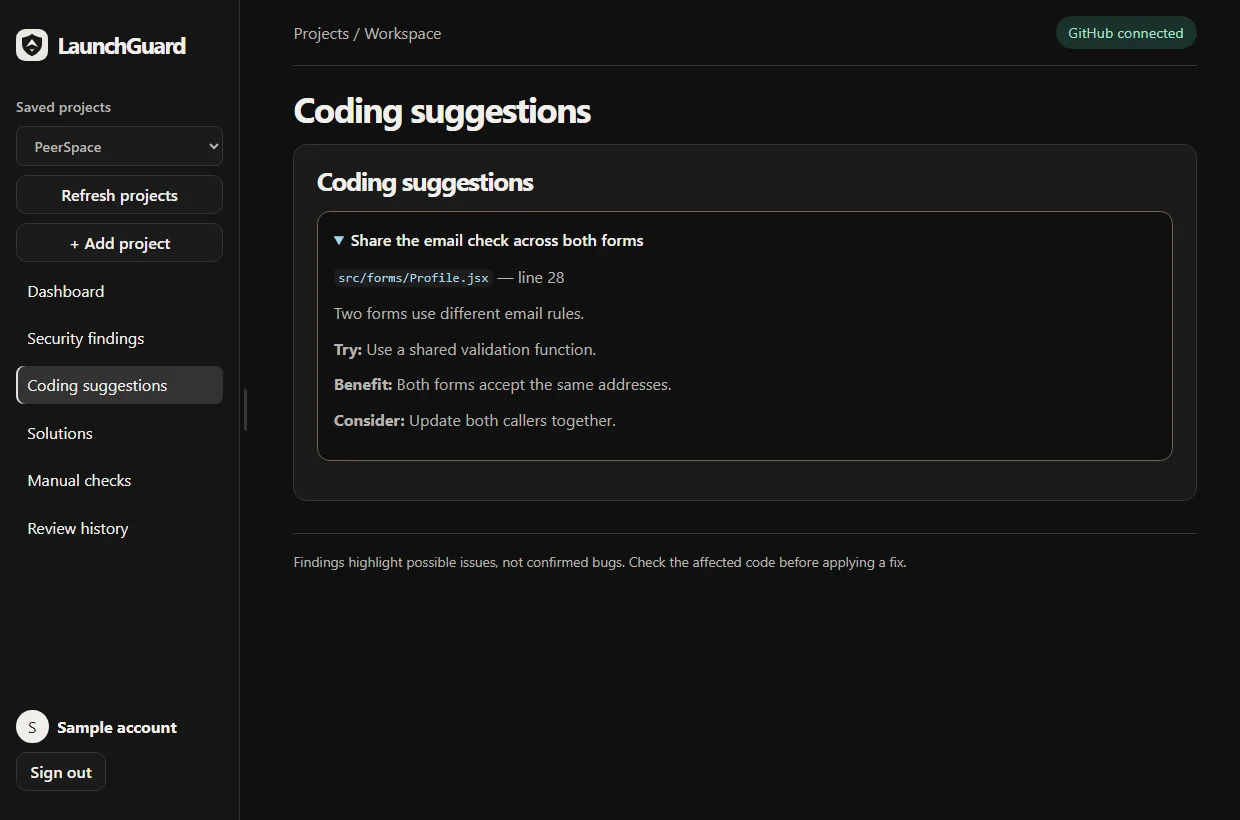 LaunchGuard
Saved projects
PeerSpace
Refresh projects
+ Add project
Dashboard
Security findings
Coding suggestions
Solutions
Manual checks
Review history
S
Sample account
Sign out
Projects / Workspace
GitHub connected
Coding suggestions
Coding suggestions
Share the email check across both forms
src/forms/Profile.jsx — line 28
Two forms use different email rules.
Try: Use a shared validation function.
Benefit: Both forms accept the same addresses.
Consider: Update both callers together.
Findings highlight possible issues, not confirmed bugs. Check the affected code before applying a fix.